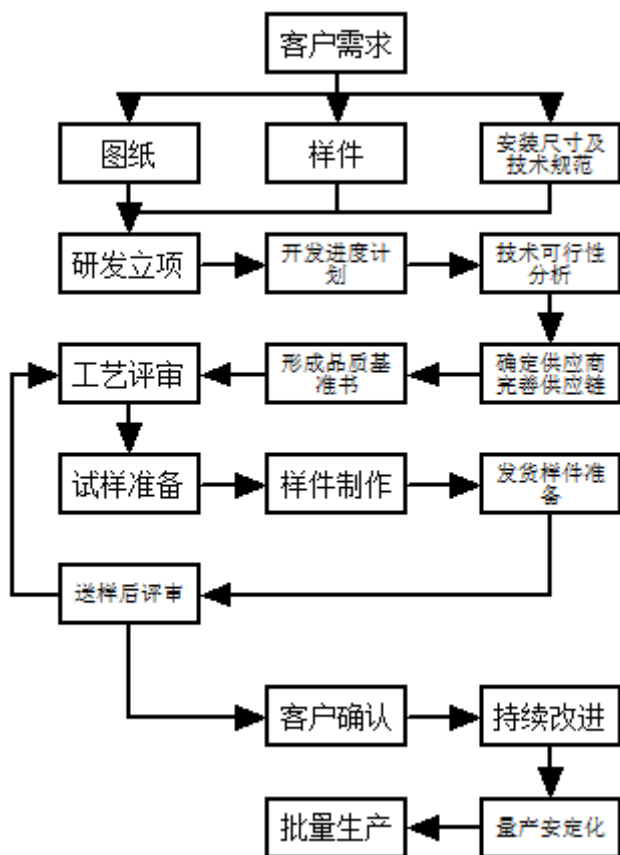 客户需求
图纸
样件
安装尺寸及
技术规范
研发立项
开发进度计
划
技术可行性
分析
工艺评审
形成品质基
准书
确定供应商
完善供应链
试样准备
样件制作
发货样件准
备
送样后评审
客户确认
持续改进
批量生产
量产安定化